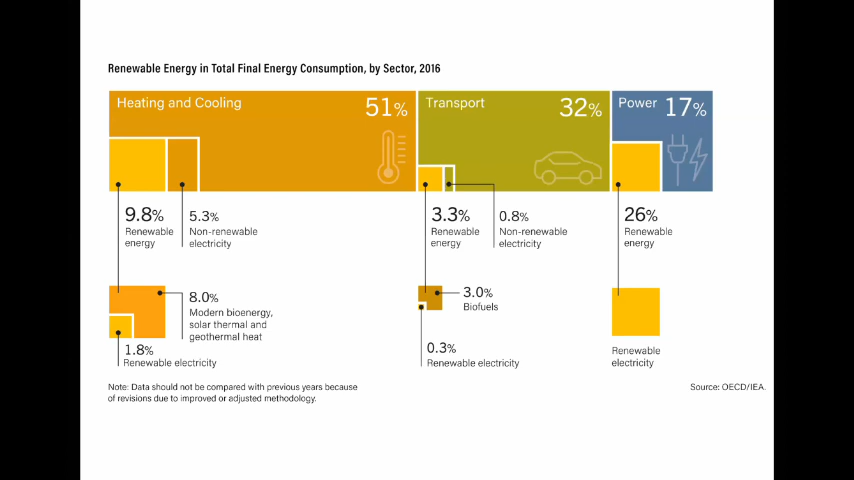 Renewable Energy in Total Final Energy Consumption, by Sector, 2016
Heating and Cooling
51%
Transport
32%
Power
17%
9.8%
Renewable
energy
5.3%
Non-renewable
electricity
3.3%
Renewable
energy
0.8%
Non-renewable
electricity
26%
Renewable
energy
8.0%
Modern bioenergy,
solar thermal and
geothermal heat
1.8%
Renewable electricity
3.0%
Biofuels
0.3%
Renewable electricity
Renewable
electricity
Note: Data should not be compared with previous years because
of revisions due to improved or adjusted methodology.
Source: OECD/IEA.